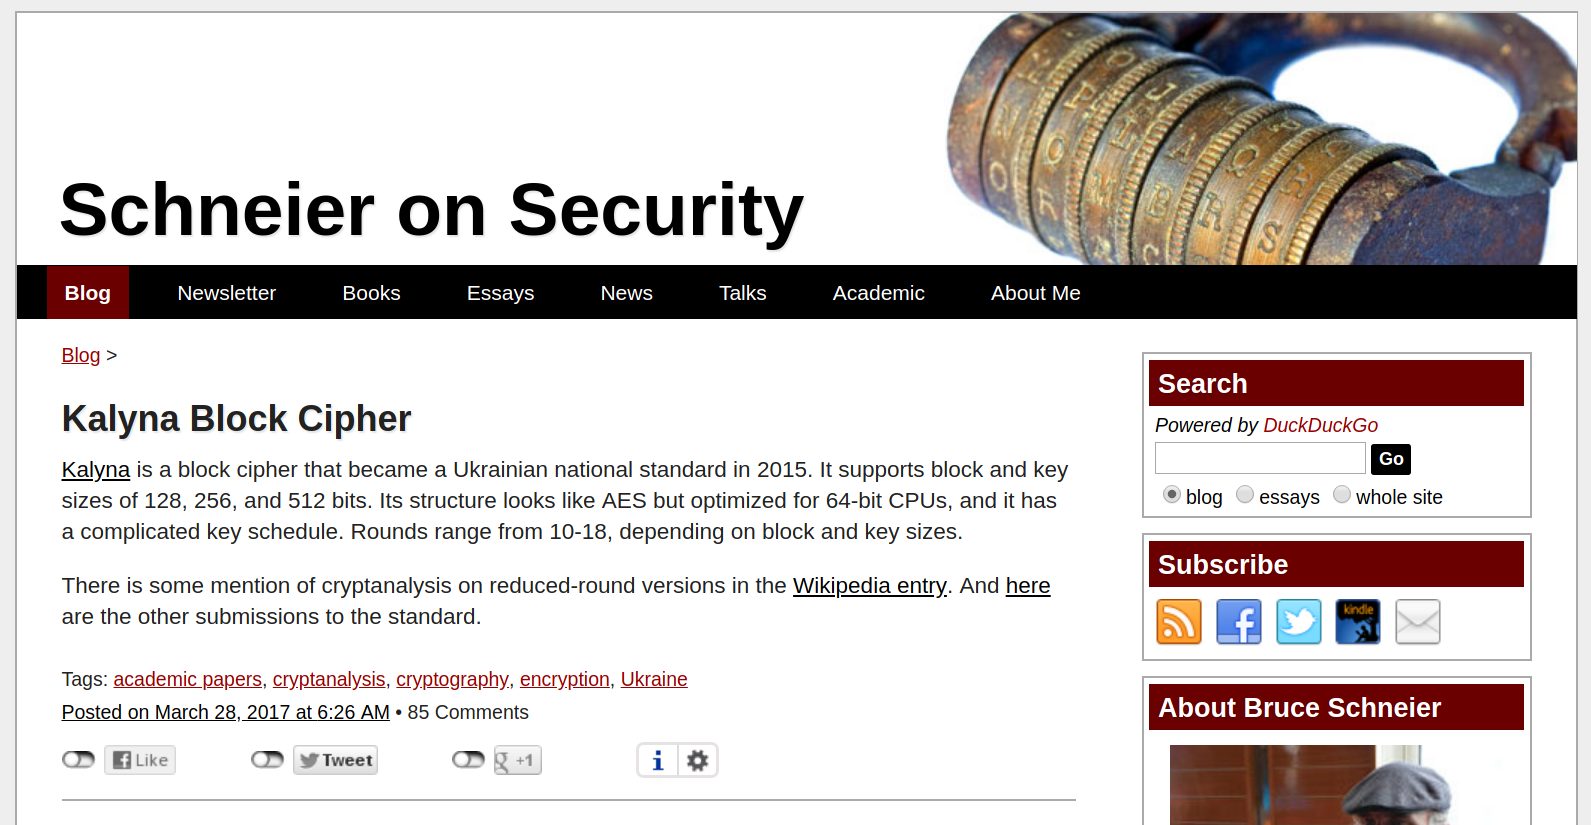 Schneier on Security
Blog Newsletter Books Essays News Talks Academic About Me
Blog >
Kalyna Block Cipher
Kalyna is a block cipher that became a Ukrainian national standard in 2015. It supports block and key
sizes of 128, 256, and 512 bits. Its structure looks like AES but optimized for 64-bit CPUs, and it has
a complicated key schedule. Rounds range from 10-18, depending on block and key sizes.
There is some mention of cryptanalysis on reduced-round versions in the Wikipedia entry. And here
are the other submissions to the standard.
Tags: academic papers, cryptanalysis, cryptography, encryption, Ukraine
Posted on March 28, 2017 at 6:26 AM • 85 Comments
Like Tweet g +1 i
Search
Powered by DuckDuckGo
Go
blog essays whole site
Subscribe
kindle
About Bruce Schneier